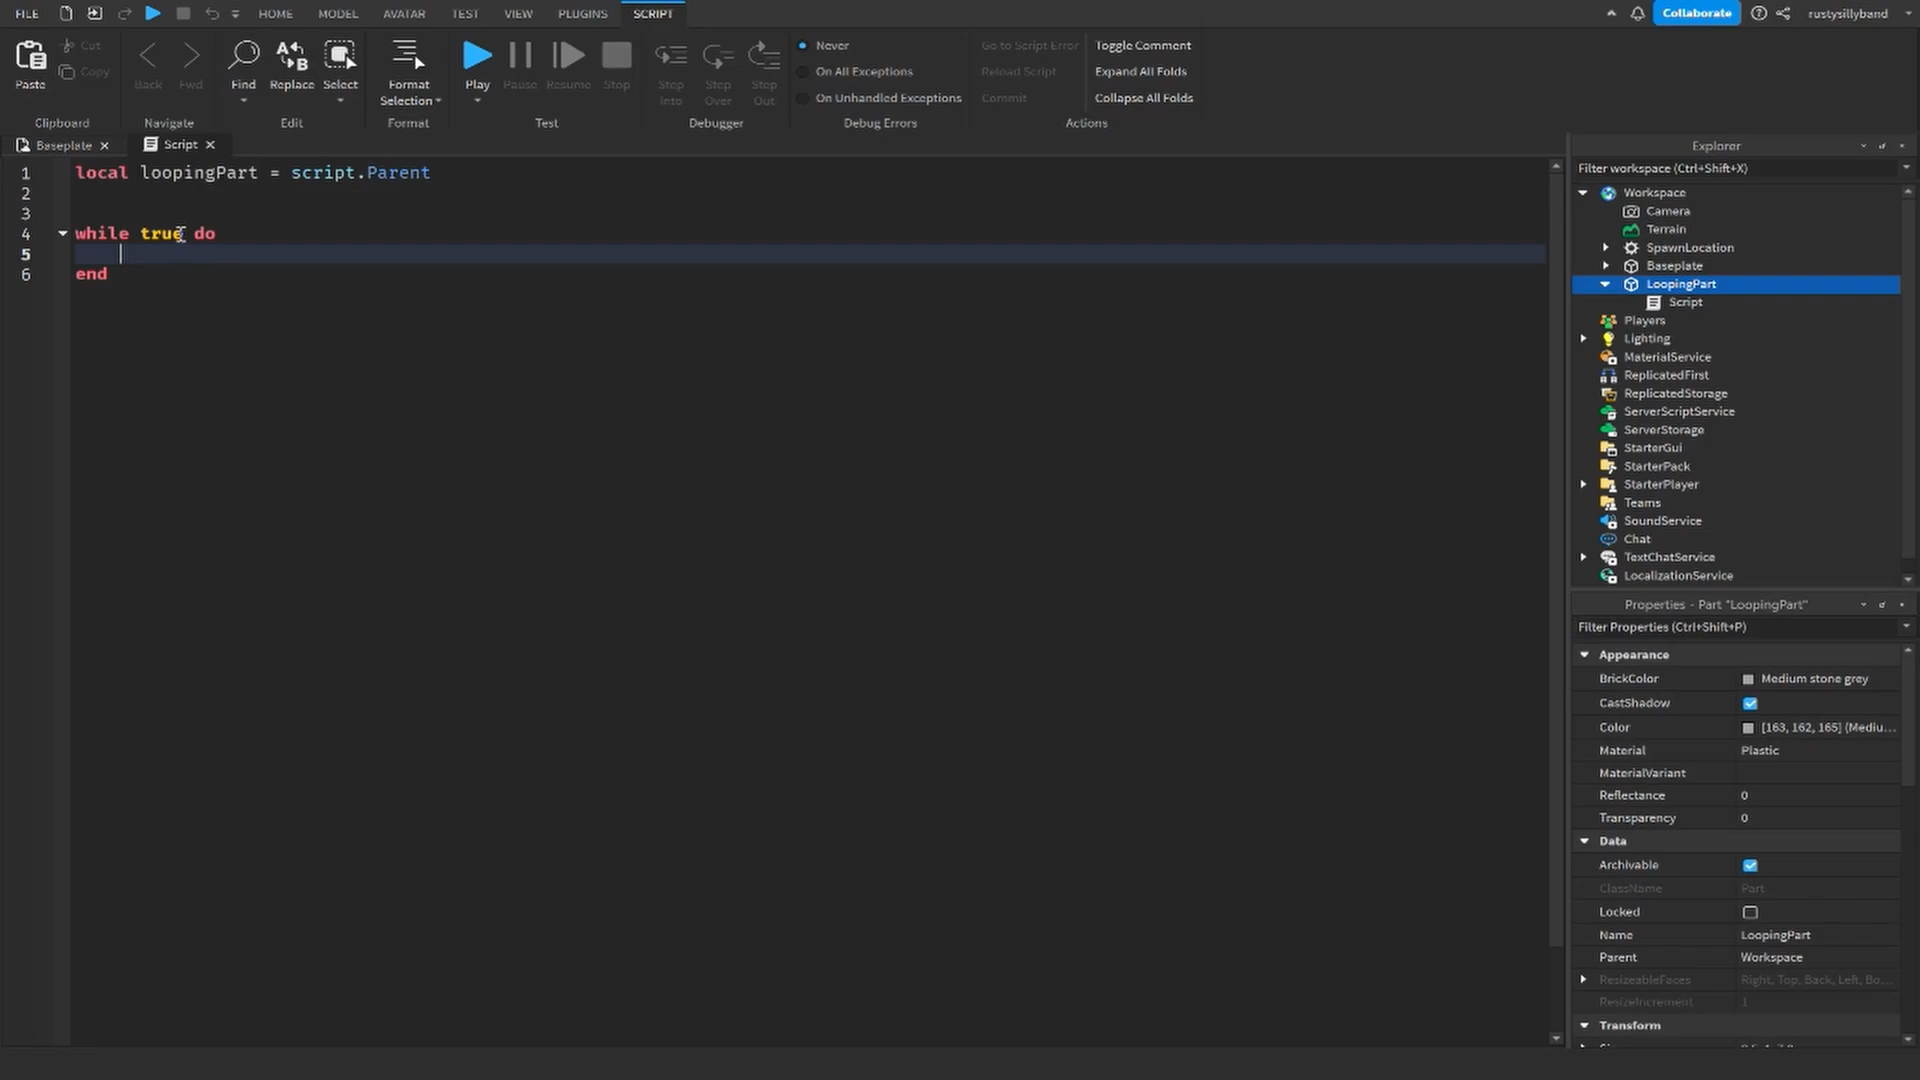 FILE HOME MODEL AVATAR TEST VIEW PLUGINS SCRIPT Collaborate rustysillyband
Paste Cut Copy Back Fwd Find Replace Select Format Selection Play Pause Resume Stop Step Into Step Over Step Out
Never
On All Exceptions
On Unhandled Exceptions
Go to Script Error
Reload Script
Commit
Toggle Comment
Expand All Folds
Collapse All Folds
Clipboard Navigate Edit Format Test Debugger Debug Errors Actions
Baseplate Script
1 local loopingPart = script.Parent
2
3
4 while true do
5
6 end
Explorer
Filter workspace (Ctrl+Shift+X)
Workspace
Camera
Terrain
SpawnLocation
Baseplate
LoopingPart
Script
Players
Lighting
MaterialService
ReplicatedFirst
ReplicatedStorage
ServerScriptService
ServerStorage
StarterGui
StarterPack
StarterPlayer
Teams
SoundService
Chat
TextChatService
LocalizationService
Properties - Part "LoopingPart"
Filter Properties (Ctrl+Shift+P)
Appearance
BrickColor Medium stone grey
CastShadow
Color [163, 162, 165] (Mediu...
Material Plastic
MaterialVariant
Reflectance 0
Transparency 0
Data
Archivable
ClassName Part
Locked
Name LoopingPart
Parent Workspace
ResizeableFaces Right, Top, Back, Left, Bo...
ResizeIncrement 1
Transform